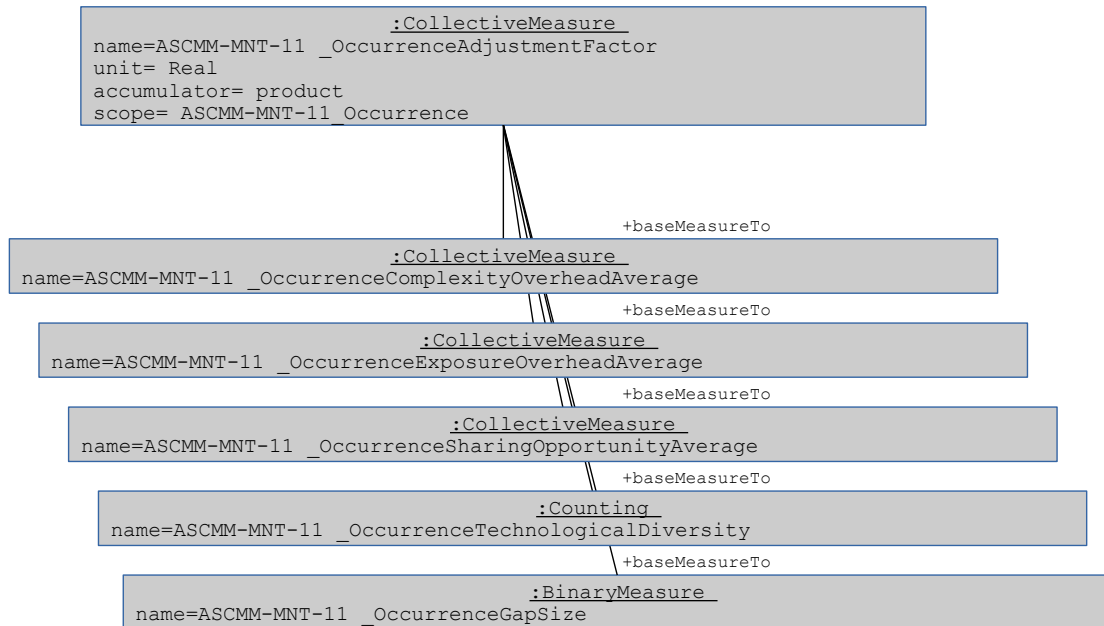 :CollectiveMeasure
name=ASCMM-MNT-11 _OccurrenceAdjustmentFactor
unit= Real
accumulator= product
scope= ASCMM-MNT-11_Occurrence
+baseMeasureTo
:CollectiveMeasure
name=ASCMM-MNT-11 _OccurrenceComplexityOverheadAverage
+baseMeasureTo
:CollectiveMeasure
name=ASCMM-MNT-11 _OccurrenceExposureOverheadAverage
+baseMeasureTo
:CollectiveMeasure
name=ASCMM-MNT-11 _OccurrenceSharingOpportunityAverage
+baseMeasureTo
:Counting
name=ASCMM-MNT-11 _OccurrenceTechnologicalDiversity
+baseMeasureTo
:BinaryMeasure
name=ASCMM-MNT-11 _OccurrenceGapSize